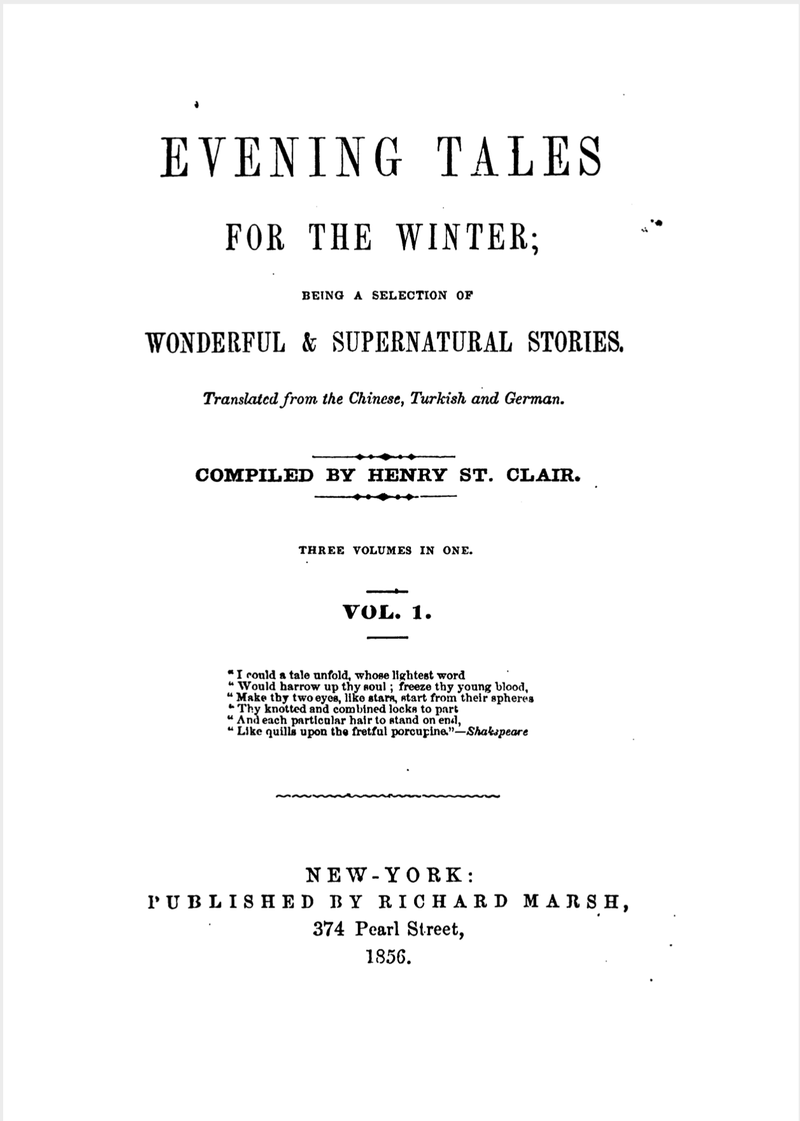 EVENING TALES
FOR THE WINTER;
BEING A SELECTION OF
WONDERFUL & SUPERNATURAL STORIES.
Translated from the Chinese, Turkish and German.
COMPILED BY HENRY ST. CLAIR.
THREE VOLUMES IN ONE.
VOL. 1.
“ I could a tale unfold, whose lightest word
“ Would harrow up thy soul ; freeze thy young blood,
“ Make thy two eyes, like stars, start from their spheres
“ Thy knotted and combined locks to part
“ And each particular hair to stand on end,
“ Like quills upon the fretful porcupine.”—Shakspeare
NEW-YORK:
PUBLISHED BY RICHARD MARSH,
374 Pearl Street,
1856.